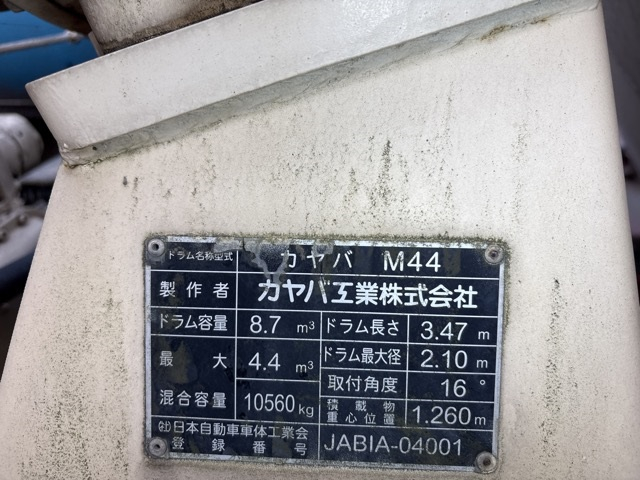 ドラム名称型式 カヤバ M44
製作者 カヤバ工業株式会社
ドラム容量 8.7 m³ ドラム長さ 3.47 m
最大 4.4 m³ ドラム最大径 2.10 m
混合容量 10560kg 取付角度 16°
積載物重心位置 1.260m
㈳日本自動車車体工業会
登録番号 JABIA-04001